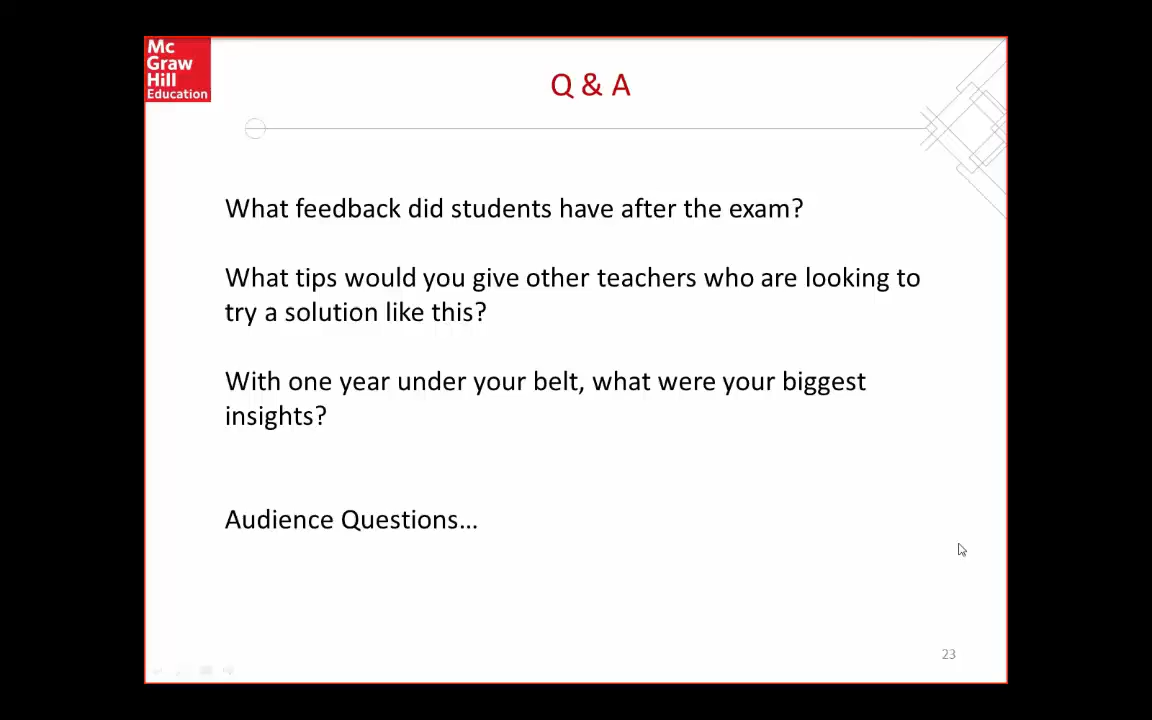 Mc
Graw
Hill
Education
Q & A
What feedback did students have after the exam?
What tips would you give other teachers who are looking to
try a solution like this?
With one year under your belt, what were your biggest
insights?
Audience Questions...
23